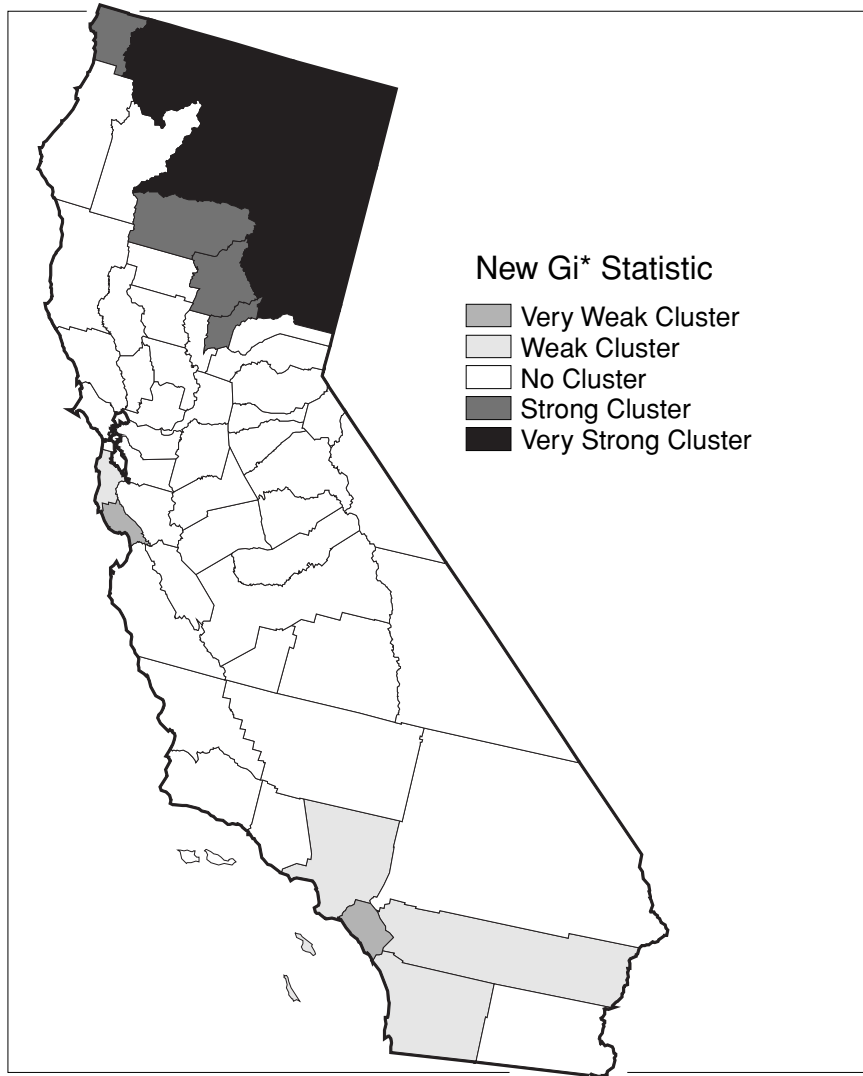 New Gi* Statistic
Very Weak Cluster
Weak Cluster
No Cluster
Strong Cluster
Very Strong Cluster